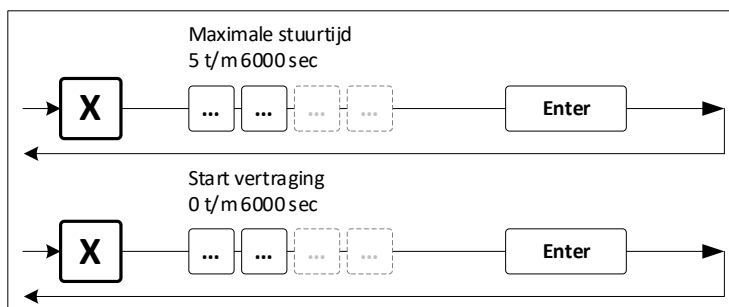 Maximale stuurtijd
5 t/m 6000 sec
X ... ... ... ... Enter
Start vertraging
0 t/m 6000 sec
X ... ... ... ... Enter